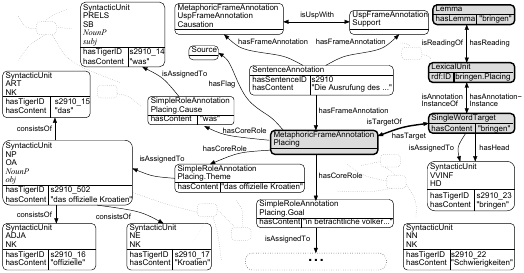 SyntacticUnit
PRELS
SB
NounP
subj
hasTigerID s2910_14
hasContent "was"
MetaphoricFrameAnnotation
UspFrameAnnotation
Causation
isUspWith
UspFrameAnnotation
Support
Lemma
hasLemma "bringen"
hasFrameAnnotation
hasFrameAnnotation
isReadingOf
hasReading
Source
hasFlag
SentenceAnnotation
hasSentenceID s2910
hasContent "Die Ausrufung des ...
LexicalUnit
rdf:ID bringen.Placing
SyntacticUnit
ART
NK
hasTigerID s2910_15
hasContent "das"
isAssignedTo
SimpleRoleAnnotation
Placing.Cause
hasContent "was"
hasFrameAnnotation
isAnnotation
InstanceOf
hasAnnotation-
Instance
consistsOf
hasCoreRole
isTargetOf
hasTarget
SingleWordTarget
hasContent "bringen"
MetaphoricFrameAnnotation
Placing
SyntacticUnit
NP
OA
NounP
obj
hasTigerID s2910_502
hasContent "das offizielle Kroatien"
isAssignedTo
hasCoreRole
SimpleRoleAnnotation
Placing.Theme
hasContent "das offizielle Kroatien"
hasCoreRole
isAssignedTo
hasHead
SyntacticUnit
VVINF
HD
hasTigerID s2910_23
hasContent "bringen"
consistsOf
consistsOf
SimpleRoleAnnotation
Placing.Goal
hasContent "in beträchtliche völker..."
isAssignedTo
SyntacticUnit
ADJA
NK
hasTigerID s2910_16
hasContent "offizielle"
SyntacticUnit
NE
NK
hasTigerID s2910_17
hasContent "Kroatien"
SyntacticUnit
NN
NK
hasTigerID s2910_22
hasContent "Schwierigkeiten"